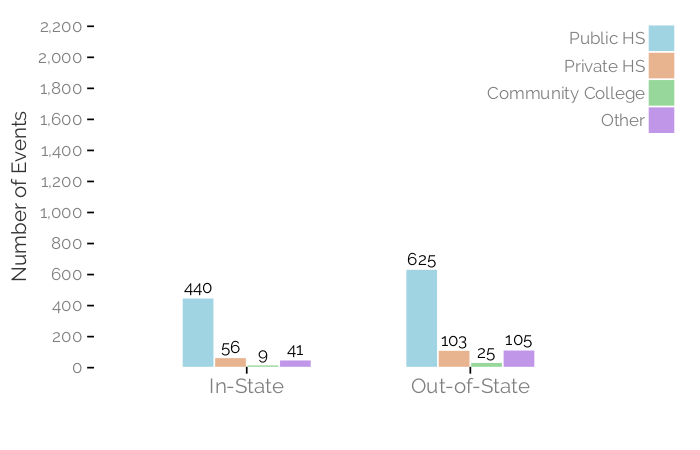 2,200
2,000
1,800
1,600
1,400
1,200
1,000
800
600
400
200
0
Number of Events
Public HS
Private HS
Community College
Other
440
56
9
41
625
103
25
105
In-State
Out-of-State